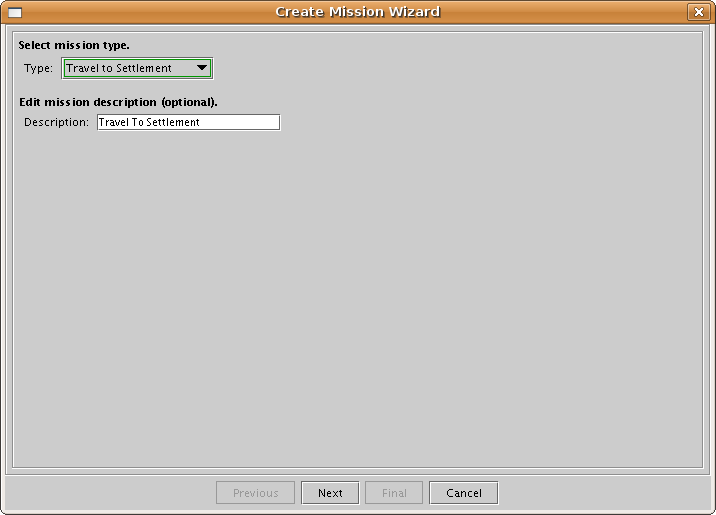 Create Mission Wizard
Select mission type.
Type: Travel to Settlement
Edit mission description (optional).
Description: Travel To Settlement
Previous Next Final Cancel